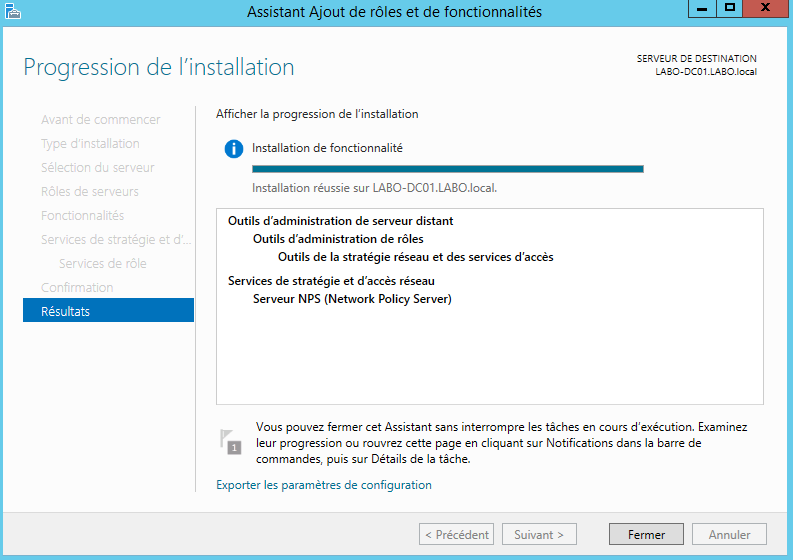 Assistant Ajout de rôles et de fonctionnalités
Progression de l'installation
SERVEUR DE DESTINATION
LABO-DC01.LABO.local
Avant de commencer
Type d'installation
Sélection du serveur
Rôles de serveurs
Fonctionnalités
Services de stratégie et d'...
Services de rôle
Confirmation
Résultats
Afficher la progression de l'installation
Installation de fonctionnalité
Installation réussie sur LABO-DC01.LABO.local.
Outils d'administration de serveur distant
Outils d'administration de rôles
Outils de la stratégie réseau et des services d'accès
Services de stratégie et d'accès réseau
Serveur NPS (Network Policy Server)
1
Vous pouvez fermer cet Assistant sans interrompre les tâches en cours d'exécution. Examinez
leur progression ou rouvrez cette page en cliquant sur Notifications dans la barre de
commandes, puis sur Détails de la tâche.
Exporter les paramètres de configuration
< Précédent
Suivant >
Fermer
Annuler